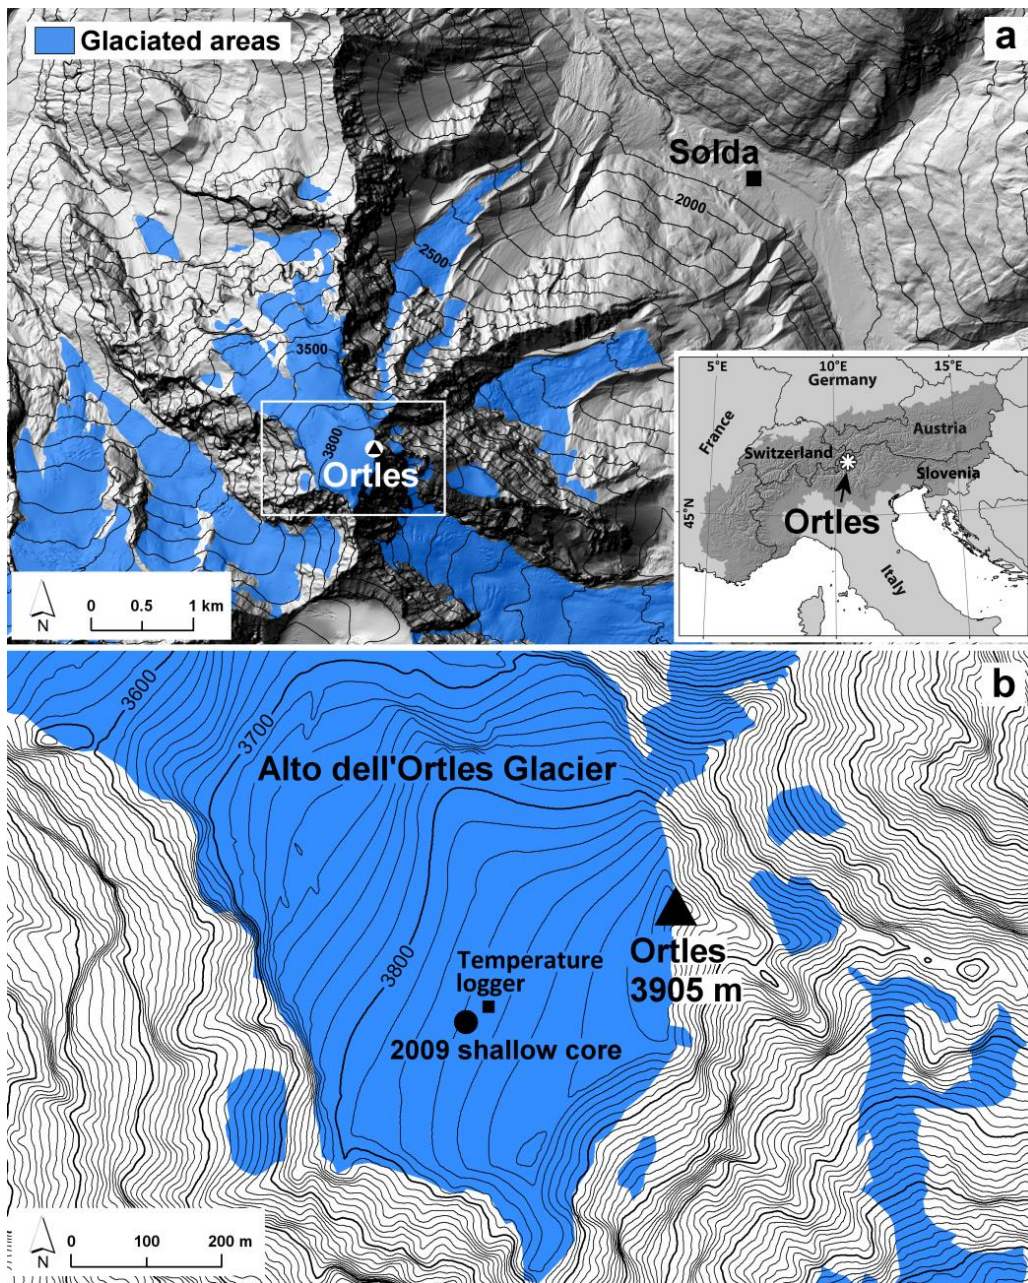 Glaciated areas
a
Solda
2000
2500
3500
3800
Ortles
0 0.5 1 km
N
5°E 10°E 15°E
Germany
France
Austria
Switzerland
Slovenia
45°N
Ortles
Italy
b
3600
3700
Alto dell'Ortles Glacier
3800
Temperature
logger
2009 shallow core
Ortles
3905 m
0 100 200 m
N